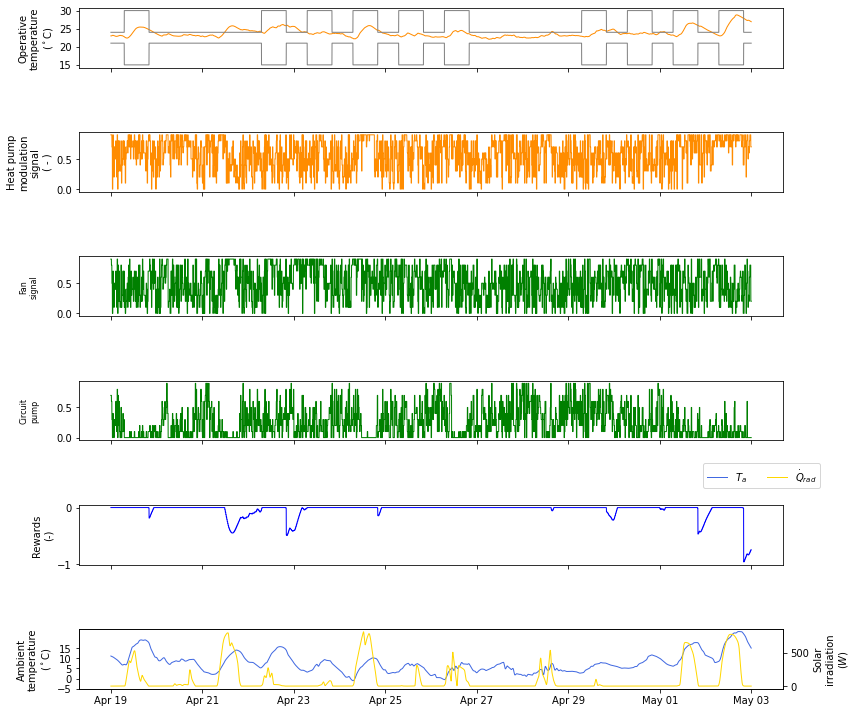 Operative
temperature
(°C)
30
25
20
15
Heat pump
modulation
signal
( - )
0.5
0.0
Fan
signal
0.5
0.0
Circuit
pump
0.5
0.0
T_a
Q̇_rad
Rewards
(-)
0
−1
Ambient
temperature
(°C)
15
10
5
0
−5
500
0
Solar
irradiation
(W)
Apr 19 Apr 21 Apr 23 Apr 25 Apr 27 Apr 29 May 01 May 03